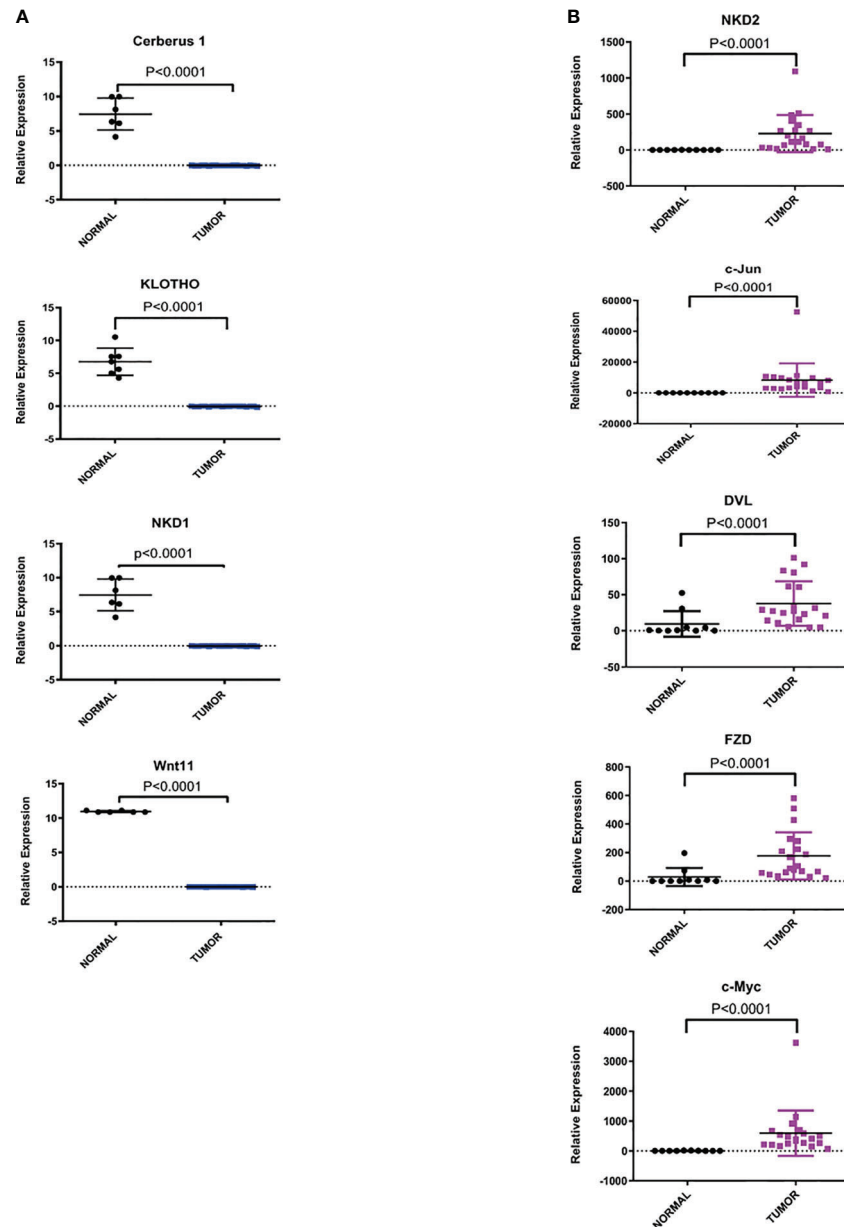 A
Cerberus 1
P<0.0001
Relative Expression
15
10
5
0
-5
NORMAL
TUMOR
KLOTHO
P<0.0001
Relative Expression
15
10
5
0
-5
NORMAL
TUMOR
NKD1
p<0.0001
Relative Expression
15
10
5
0
-5
NORMAL
TUMOR
Wnt11
P<0.0001
Relative Expression
15
10
5
0
-5
NORMAL
TUMOR
B
NKD2
P<0.0001
Relative Expression
1500
1000
500
0
-500
NORMAL
TUMOR
c-Jun
P<0.0001
Relative Expression
60000
40000
20000
0
-20000
NORMAL
TUMOR
DVL
P<0.0001
Relative Expression
150
100
50
0
-50
NORMAL
TUMOR
FZD
P<0.0001
Relative Expression
800
600
400
200
0
-200
NORMAL
TUMOR
c-Myc
P<0.0001
Relative Expression
4000
3000
2000
1000
0
-1000
NORMAL
TUMOR